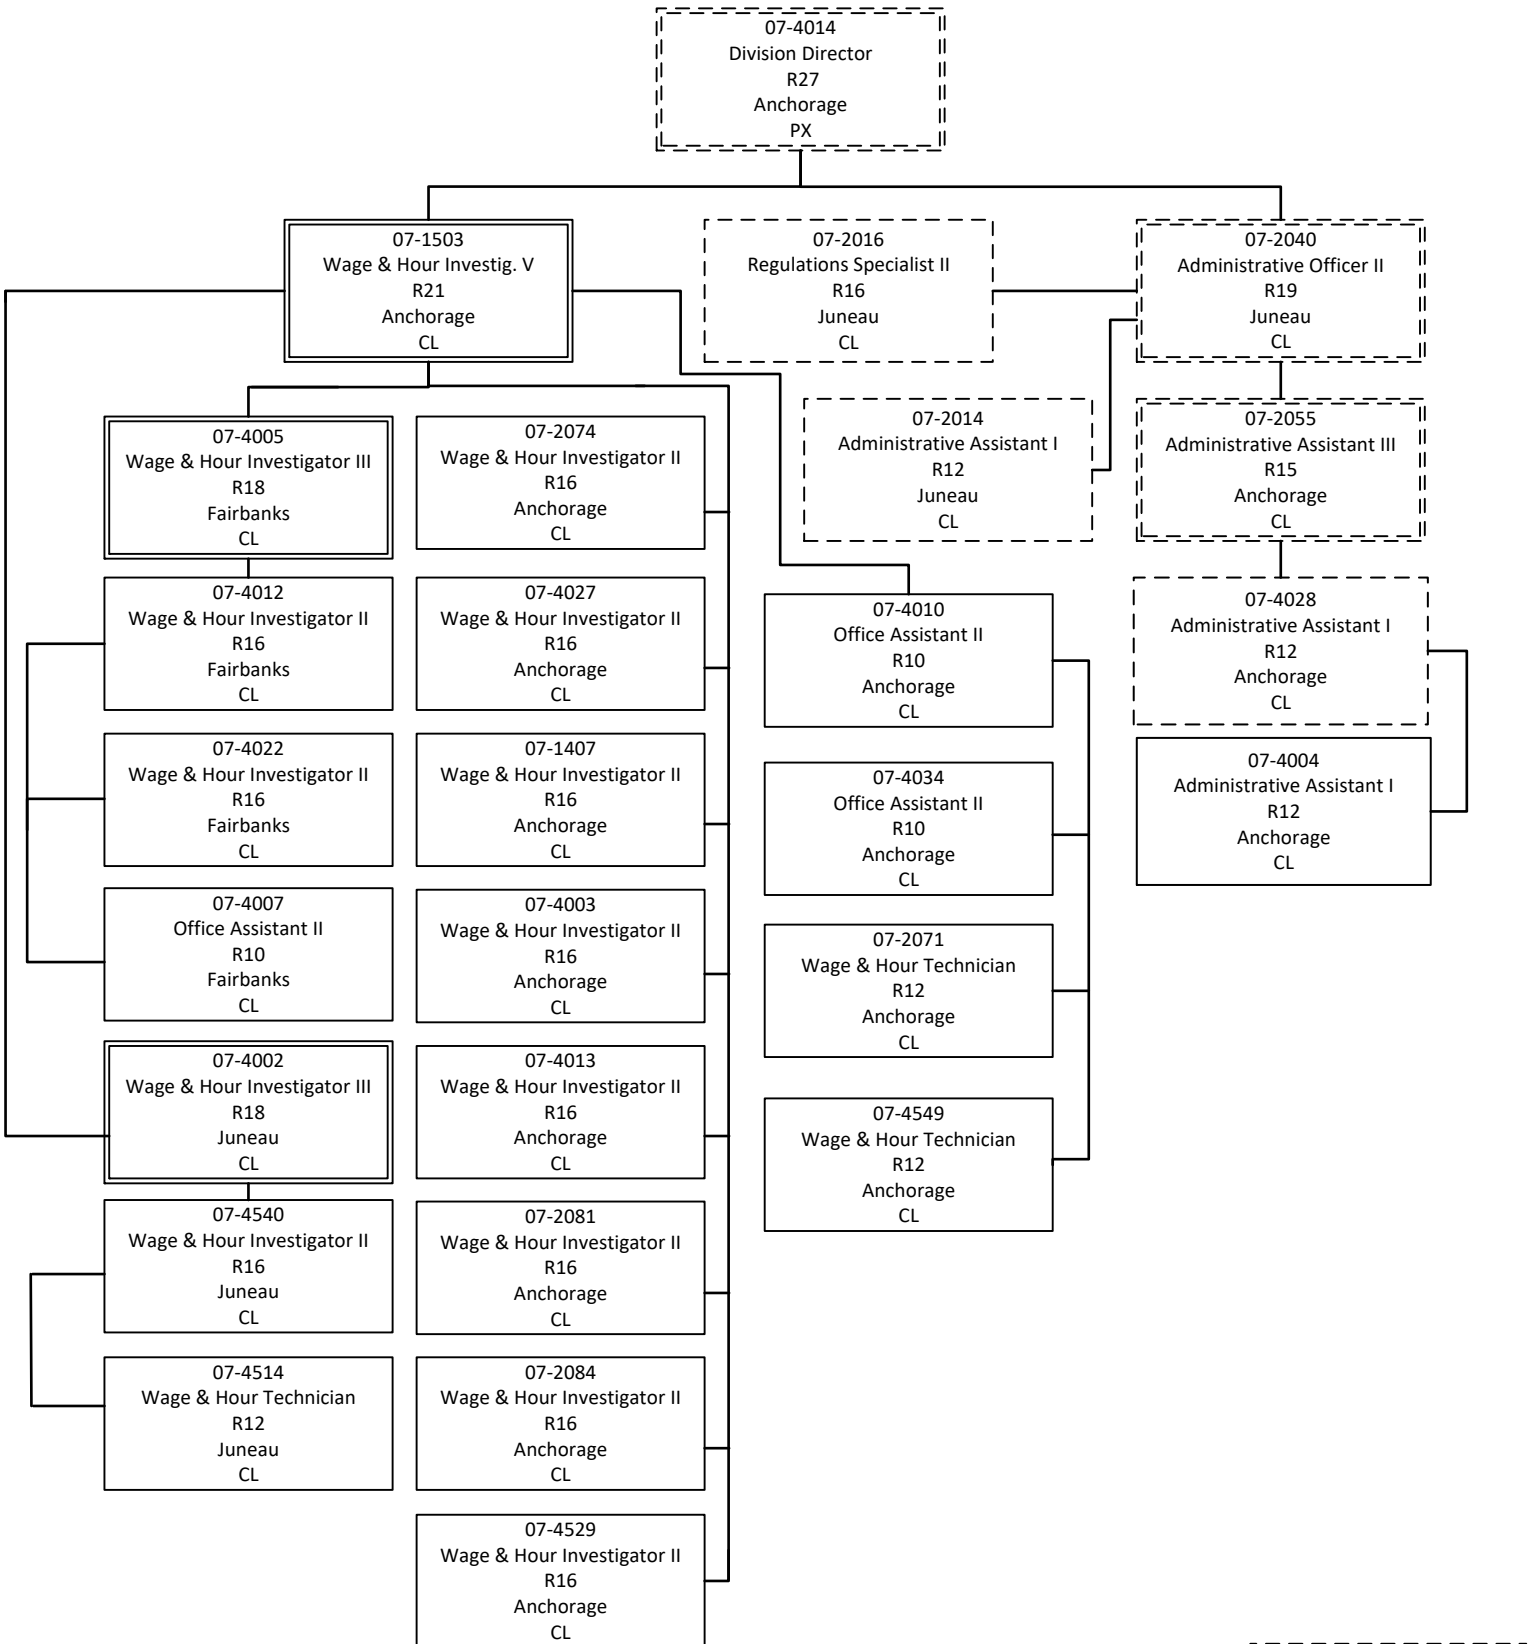 07-4014
Division Director
R27
Anchorage
PX
07-1503
Wage & Hour Investig. V
R21
Anchorage
CL
07-2016
Regulations Specialist II
R16
Juneau
CL
07-2040
Administrative Officer II
R19
Juneau
CL
07-4005
Wage & Hour Investigator III
R18
Fairbanks
CL
07-2074
Wage & Hour Investigator II
R16
Anchorage
CL
07-2014
Administrative Assistant I
R12
Juneau
CL
07-2055
Administrative Assistant III
R15
Anchorage
CL
07-4012
Wage & Hour Investigator II
R16
Fairbanks
CL
07-4027
Wage & Hour Investigator II
R16
Anchorage
CL
07-4010
Office Assistant II
R10
Anchorage
CL
07-4028
Administrative Assistant I
R12
Anchorage
CL
07-4022
Wage & Hour Investigator II
R16
Fairbanks
CL
07-1407
Wage & Hour Investigator II
R16
Anchorage
CL
07-4034
Office Assistant II
R10
Anchorage
CL
07-4004
Administrative Assistant I
R12
Anchorage
CL
07-4007
Office Assistant II
R10
Fairbanks
CL
07-4003
Wage & Hour Investigator II
R16
Anchorage
CL
07-2071
Wage & Hour Technician
R12
Anchorage
CL
07-4002
Wage & Hour Investigator III
R18
Juneau
CL
07-4013
Wage & Hour Investigator II
R16
Anchorage
CL
07-4549
Wage & Hour Technician
R12
Anchorage
CL
07-4540
Wage & Hour Investigator II
R16
Juneau
CL
07-2081
Wage & Hour Investigator II
R16
Anchorage
CL
07-4514
Wage & Hour Technician
R12
Juneau
CL
07-2084
Wage & Hour Investigator II
R16
Anchorage
CL
07-4529
Wage & Hour Investigator II
R16
Anchorage
CL